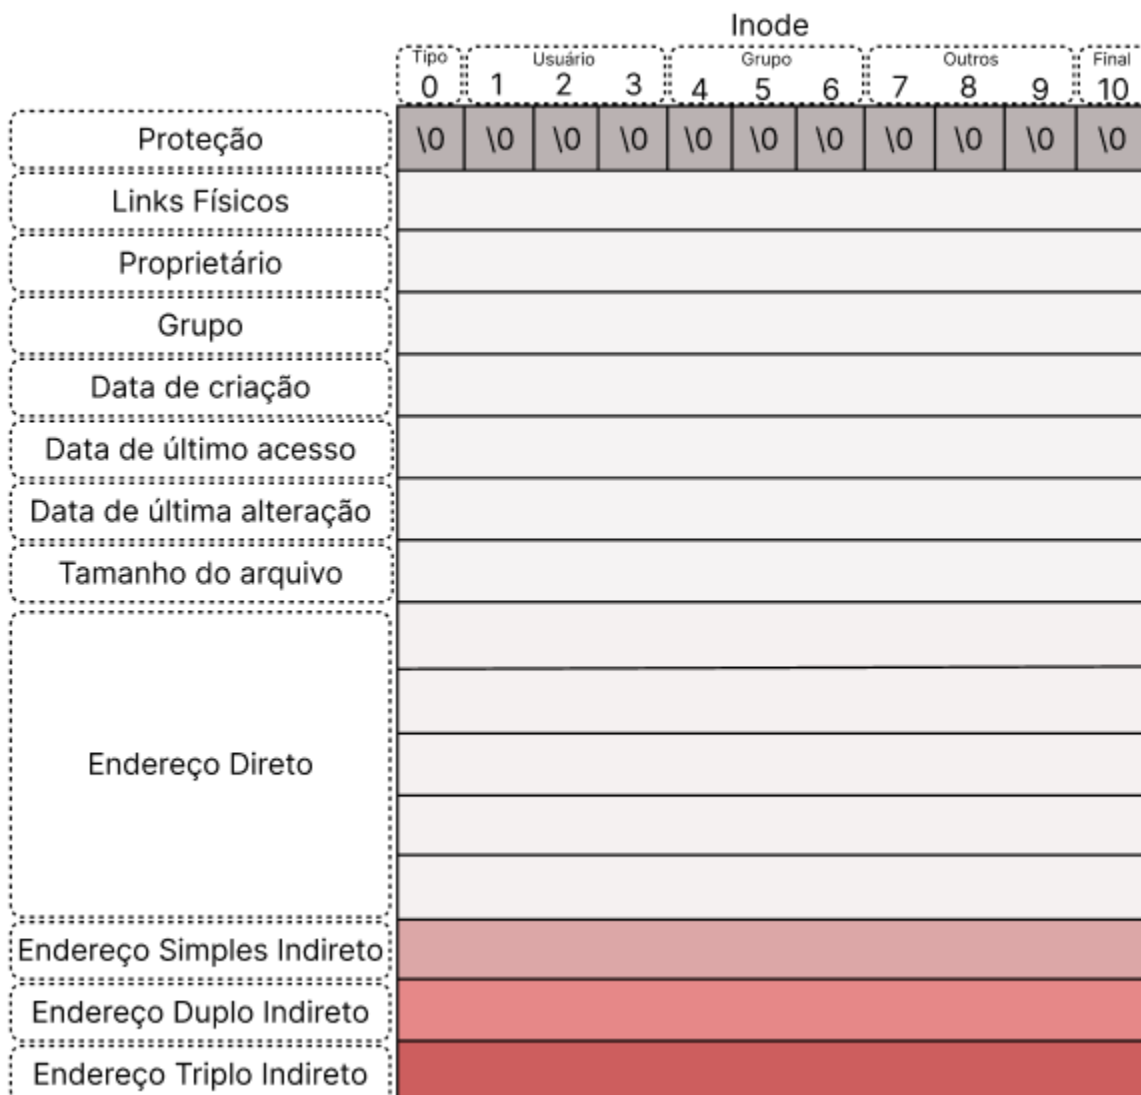 Inode
Tipo Usuário Grupo Outros Final
0 1 2 3 4 5 6 7 8 9 10
Proteção \0 \0 \0 \0 \0 \0 \0 \0 \0 \0 \0
Links Físicos
Proprietário
Grupo
Data de criação
Data de último acesso
Data de última alteração
Tamanho do arquivo
Endereço Direto
Endereço Simples Indireto
Endereço Duplo Indireto
Endereço Triplo Indireto